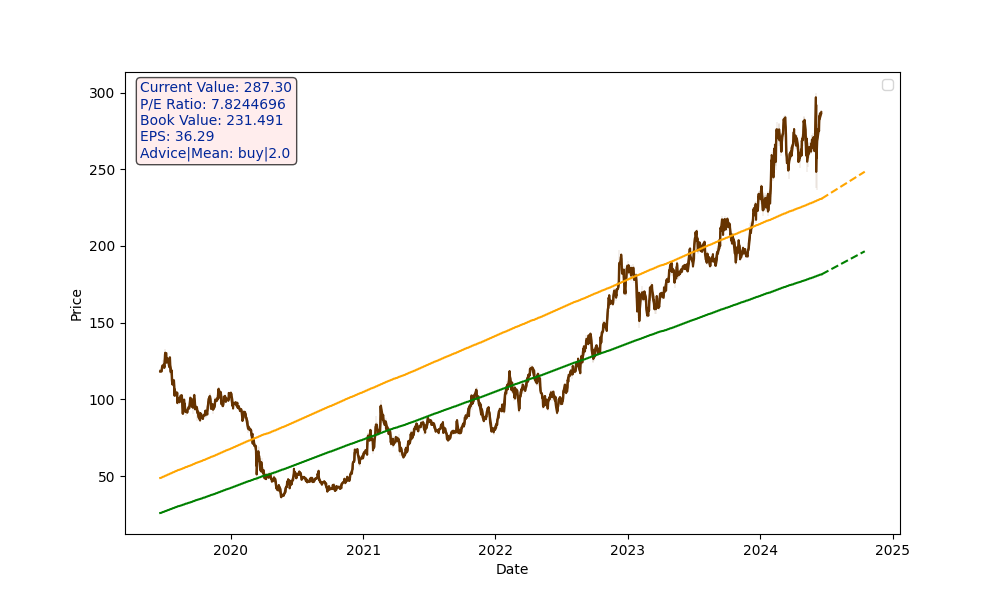 Current Value: 287.30
P/E Ratio: 7.8244696
Book Value: 231.491
EPS: 36.29
Advice|Mean: buy|2.0
300
250
200
150
100
50
Price
2020
2021
2022
2023
2024
2025
Date